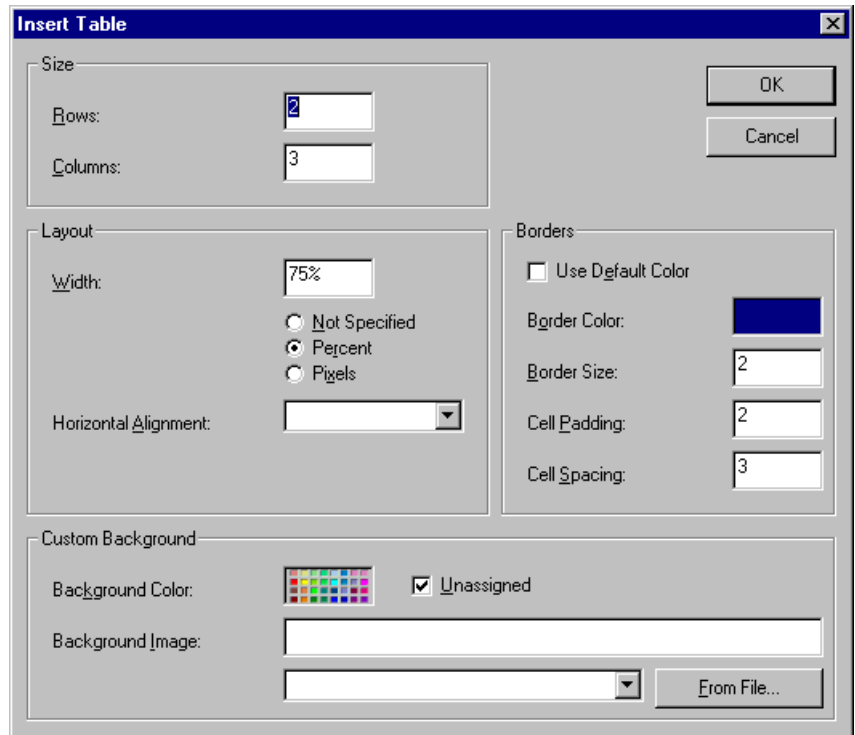 Insert Table
Size
OK
Rows: 2
Cancel
Columns: 3
Layout
Borders
Width: 75%
Use Default Color
Not Specified
Border Color:
Percent
Pixels
Border Size: 2
Horizontal Alignment:
Cell Padding: 2
Cell Spacing: 3
Custom Background
Background Color:
Unassigned
Background Image:
From File...